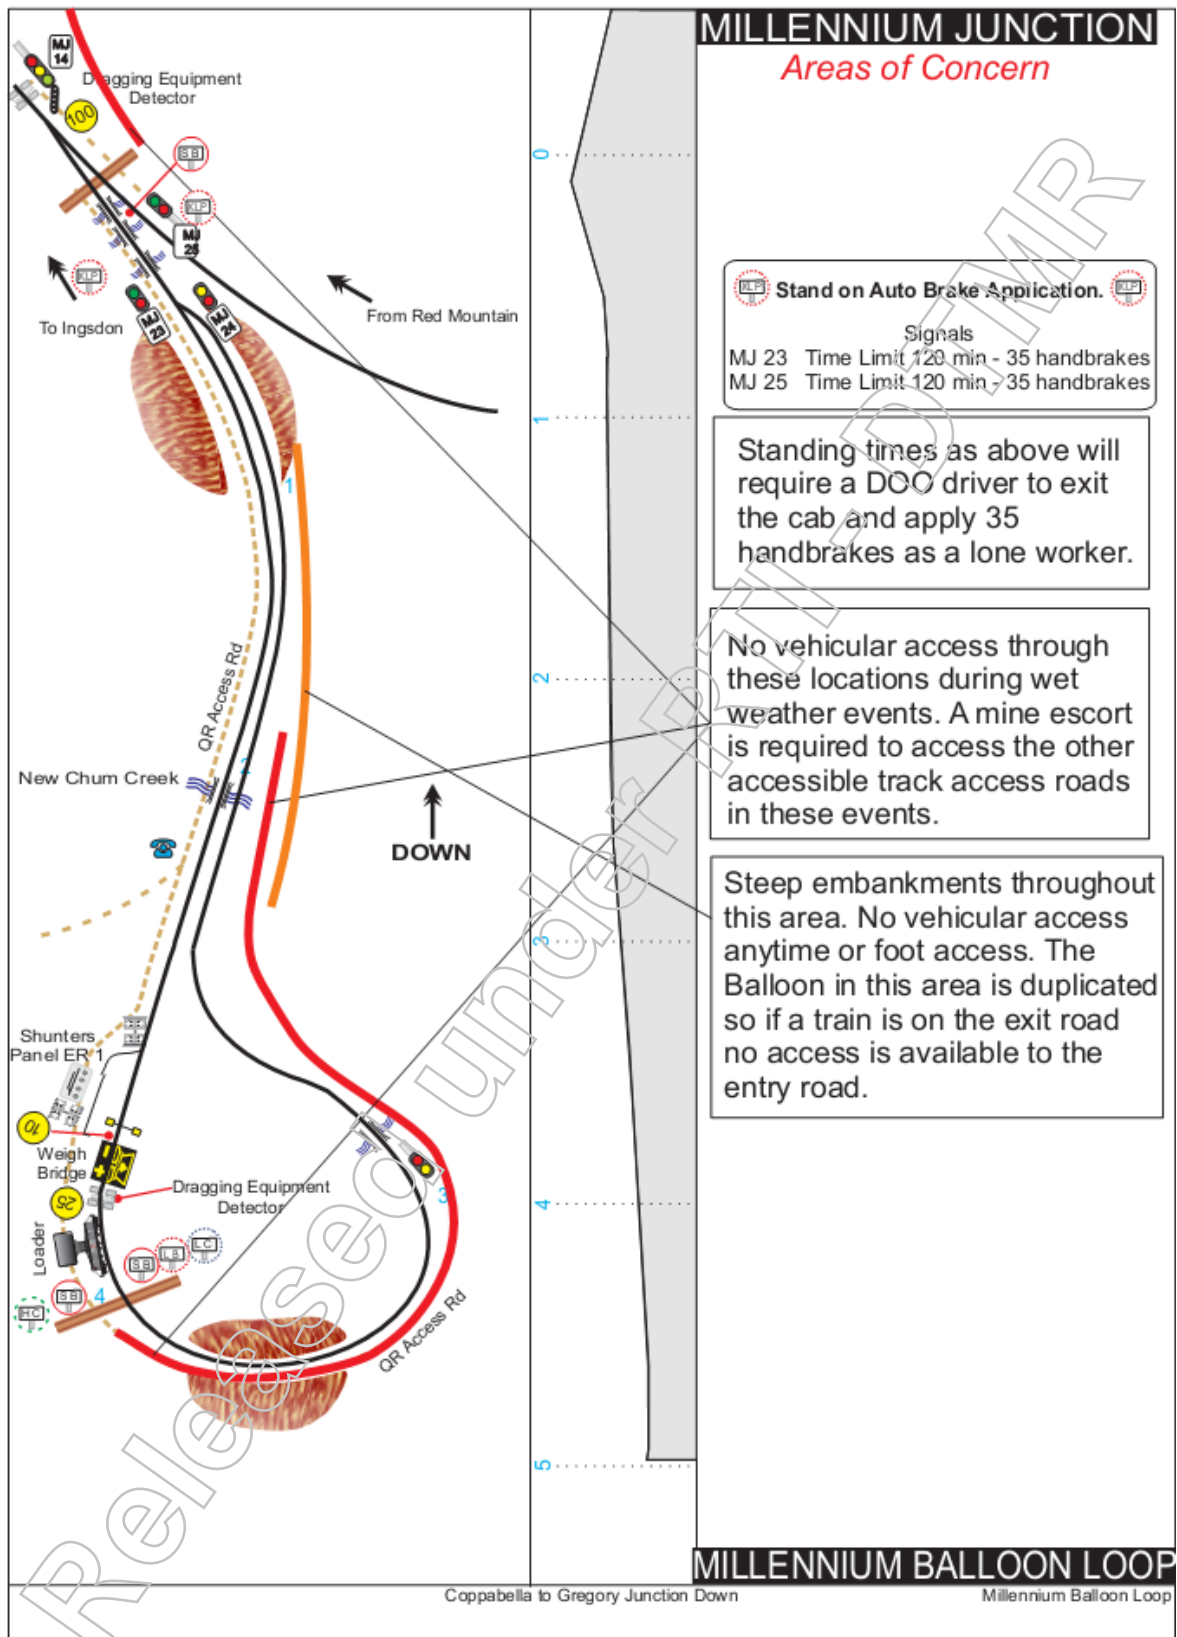 MILLENNIUM JUNCTION
Areas of Concern
MJ
14
Dragging Equipment
Detector
100
SB
KLP
MJ
25
KLP
To Ingsdon
MJ
23
MJ
24
From Red Mountain
0
1
2
3
4
5
KLP Stand on Auto Brake Application. KLP
Signals
MJ 23 Time Limit 120 min - 35 handbrakes
MJ 25 Time Limit 120 min - 35 handbrakes
Standing times as above will
require a DOO driver to exit
the cab and apply 35
handbrakes as a lone worker.
No vehicular access through
these locations during wet
weather events. A mine escort
is required to access the other
accessible track access roads
in these events.
Steep embankments throughout
this area. No vehicular access
anytime or foot access. The
Balloon in this area is duplicated
so if a train is on the exit road
no access is available to the
entry road.
1
QR Access Rd
2
New Chum Creek
DOWN
Shunters
Panel ER 1
10
Weigh
Bridge
25
Dragging Equipment
Detector
3
Loader
SB
LB
LC
SB
HC
4
QR Access Rd
Released under RTI - DTMR
MILLENNIUM BALLOON LOOP
Coppabella to Gregory Junction Down
Millennium Balloon Loop